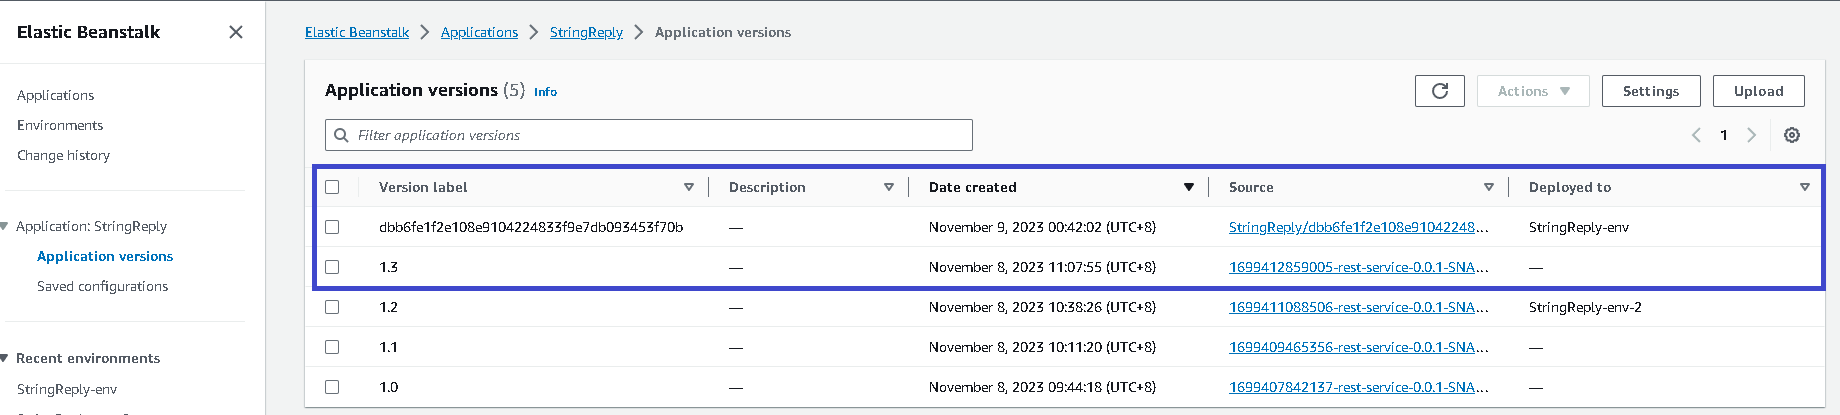 Elastic Beanstalk
Applications
Environments
Change history
Application: StringReply
Application versions
Saved configurations
Recent environments
StringReply-env
Elastic Beanstalk > Applications > StringReply > Application versions
Application versions (5) Info
Actions Settings Upload
Filter application versions
1
Version label Description Date created Source Deployed to
dbb6fe1f2e108e9104224833f9e7db093453f70b — November 9, 2023 00:42:02 (UTC+8) StringReply/dbb6fe1f2e108e91042248... StringReply-env
1.3 — November 8, 2023 11:07:55 (UTC+8) 1699412859005-rest-service-0.0.1-SNA... —
1.2 — November 8, 2023 10:38:26 (UTC+8) 1699411088506-rest-service-0.0.1-SNA... StringReply-env-2
1.1 — November 8, 2023 10:11:20 (UTC+8) 1699409465356-rest-service-0.0.1-SNA... —
1.0 — November 8, 2023 09:44:18 (UTC+8) 1699407842137-rest-service-0.0.1-SNA... —